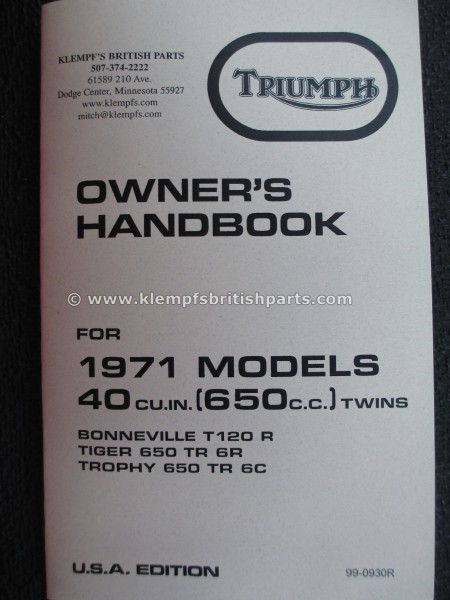 KLEMPF'S BRITISH PARTS
507-374-2222
61589 210 Ave.
Dodge Center, Minnesota 55927
www.klempfs.com
mitch@klempfs.com
TRIUMPH
OWNER'S
HANDBOOK
© www.klempfsbritishparts.com
FOR
1971 MODELS
40 CU.IN. (650 C.C.) TWINS
BONNEVILLE T120 R
TIGER 650 TR 6R
TROPHY 650 TR 6C
U.S.A. EDITION
99-0930R